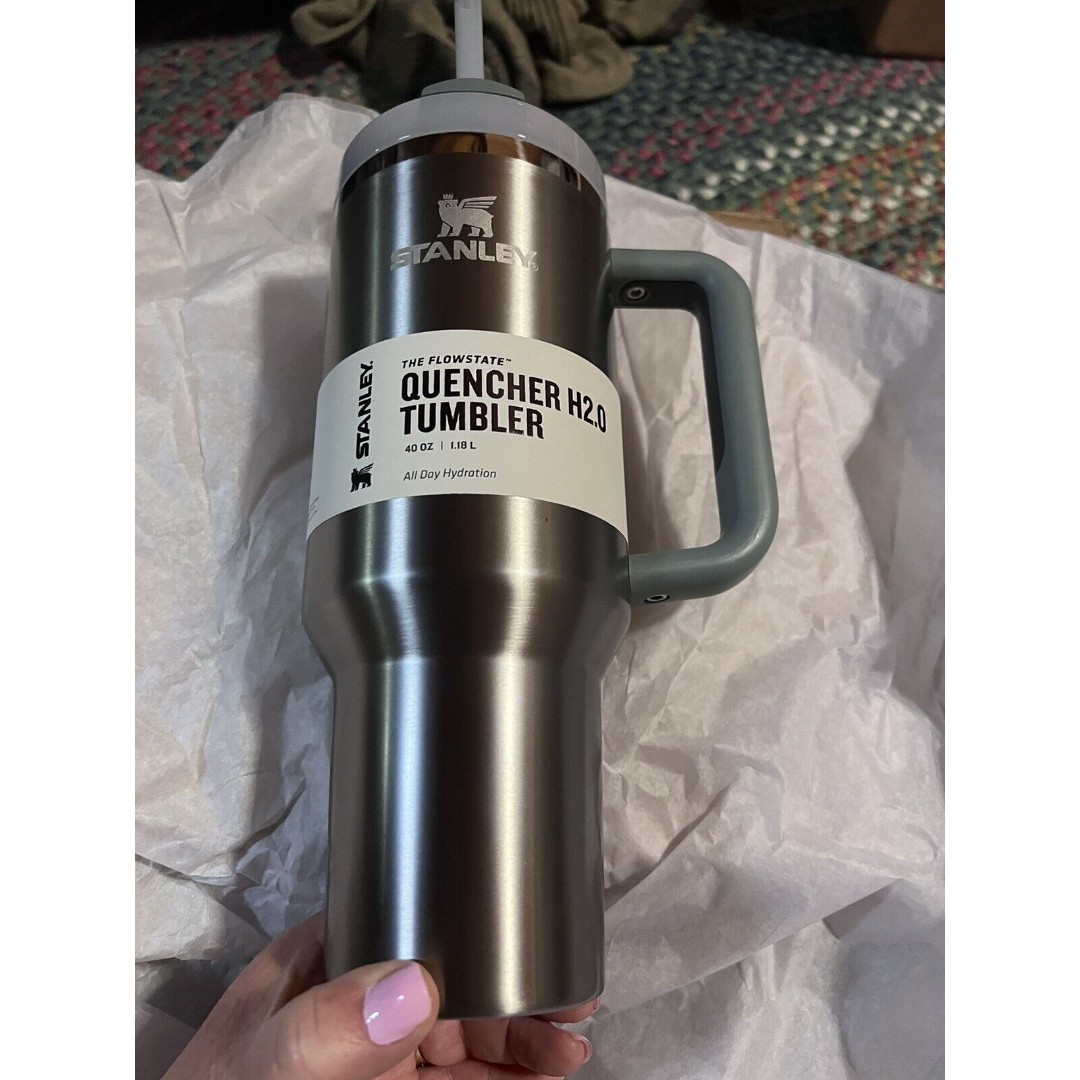 STANLEY®
STANLEY.
THE FLOWSTATE™
QUENCHER H2.0
TUMBLER
40 OZ | 1.18 L
All Day Hydration